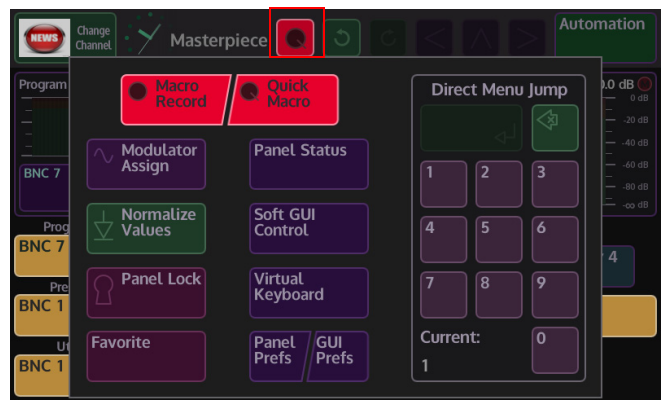 NEWS
Change
Channel
Masterpiece
Automation
Program
.0 dB
0 dB
-20 dB
-40 dB
-60 dB
-80 dB
-∞ dB
BNC 7
Prog
BNC 7
4
Pre
BNC 1
Ut
BNC 1
Macro
Record
Quick
Macro
Modulator
Assign
Panel Status
Normalize
Values
Soft GUI
Control
Panel Lock
Virtual
Keyboard
Favorite
Panel
Prefs
GUI
Prefs
Direct Menu Jump
1 2 3
4 5 6
7 8 9
Current:
1
0